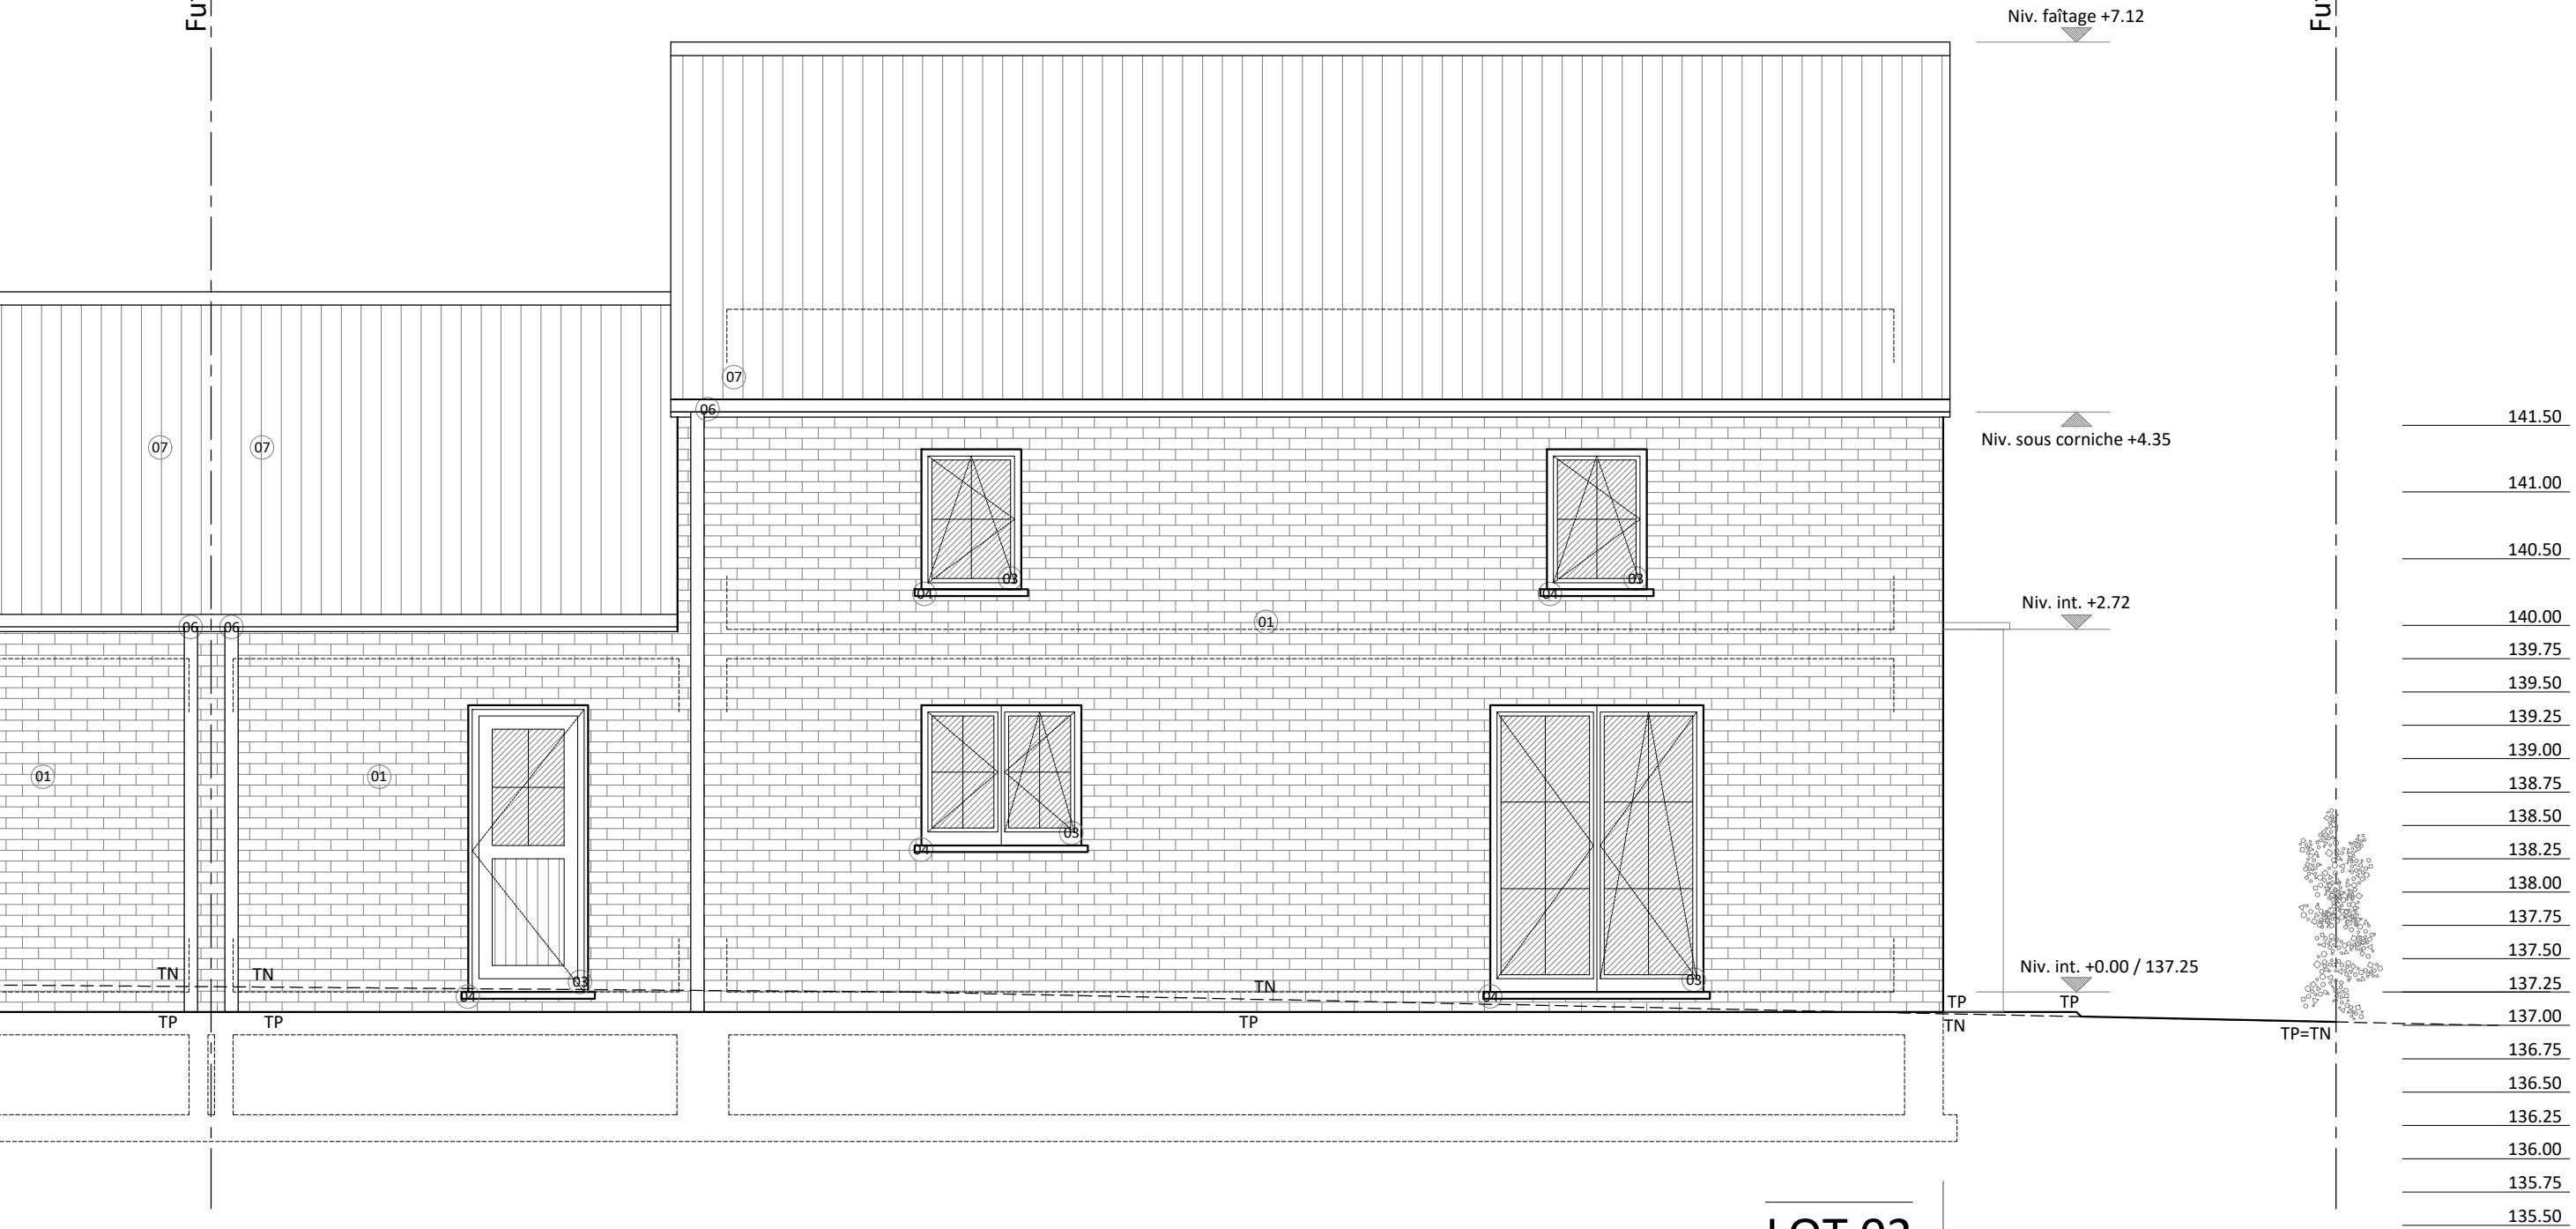 Niv. faîtage +7.12
07
06
141.50
Niv. sous corniche +4.35
07
07
141.00
140.50
03
03
04
04
Niv. int. +2.72
140.00
06
06
01
139.75
139.50
139.25
139.00
01
01
138.75
138.50
03
04
138.25
138.00
137.75
137.50
TN
TN
Niv. int. +0.00 / 137.25
03
03
TN
137.25
04
04
TP
TP
137.00
TP
TP
TP
TN
TP=TN
136.75
136.50
136.25
136.00
135.75
135.50